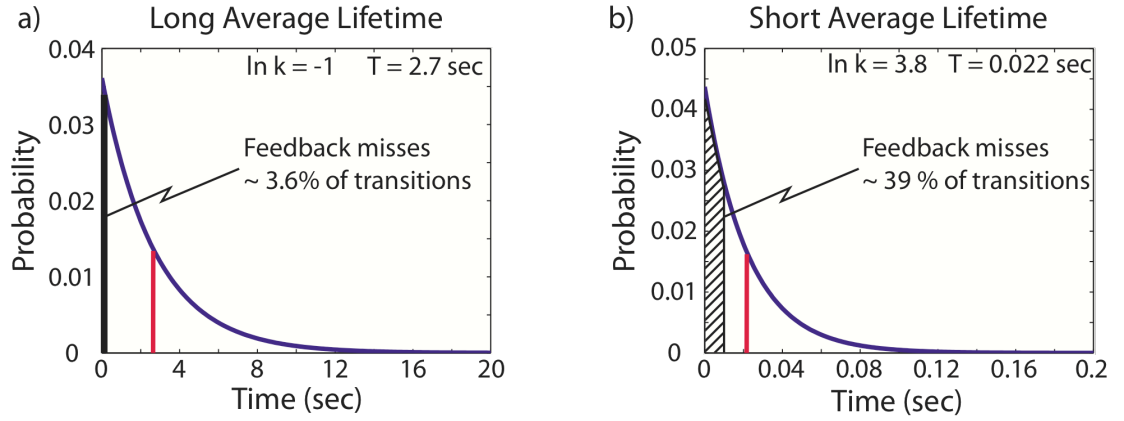 a)
Long Average Lifetime
0.04
0.03
0.02
0.01
0
Probability
ln k = -1 T = 2.7 sec
Feedback misses
~ 3.6% of transitions
0 4 8 12 16 20
Time (sec)
b)
Short Average Lifetime
0.05
0.04
0.03
0.02
0.01
0
Probability
ln k = 3.8 T = 0.022 sec
Feedback misses
~ 39 % of transitions
0 0.04 0.08 0.12 0.16 0.2
Time (sec)